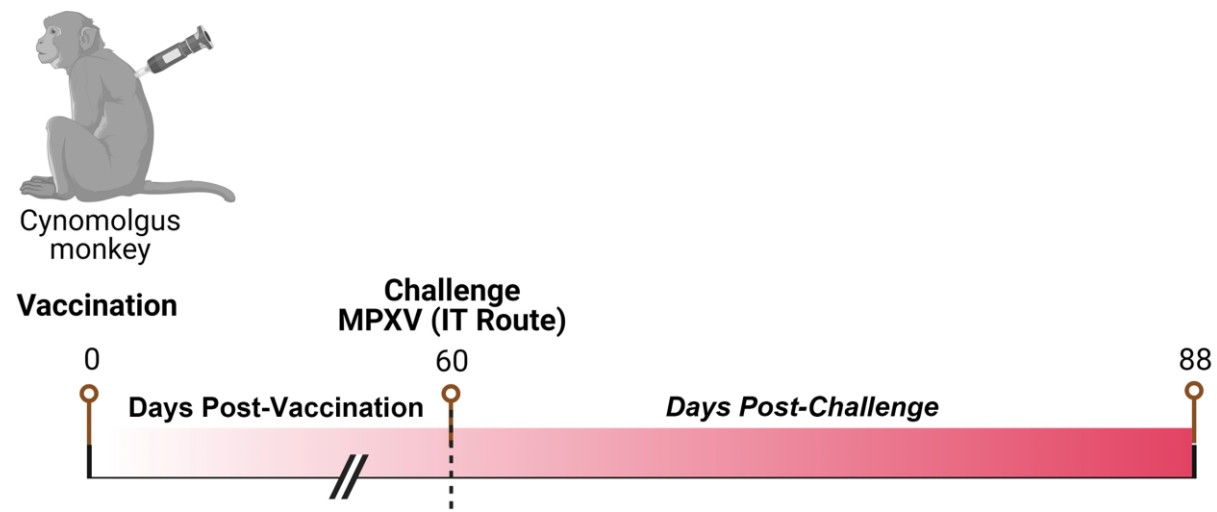 Cynomolgus
monkey
Vaccination
Challenge
MPXV (IT Route)
0
60
88
Days Post-Vaccination
Days Post-Challenge